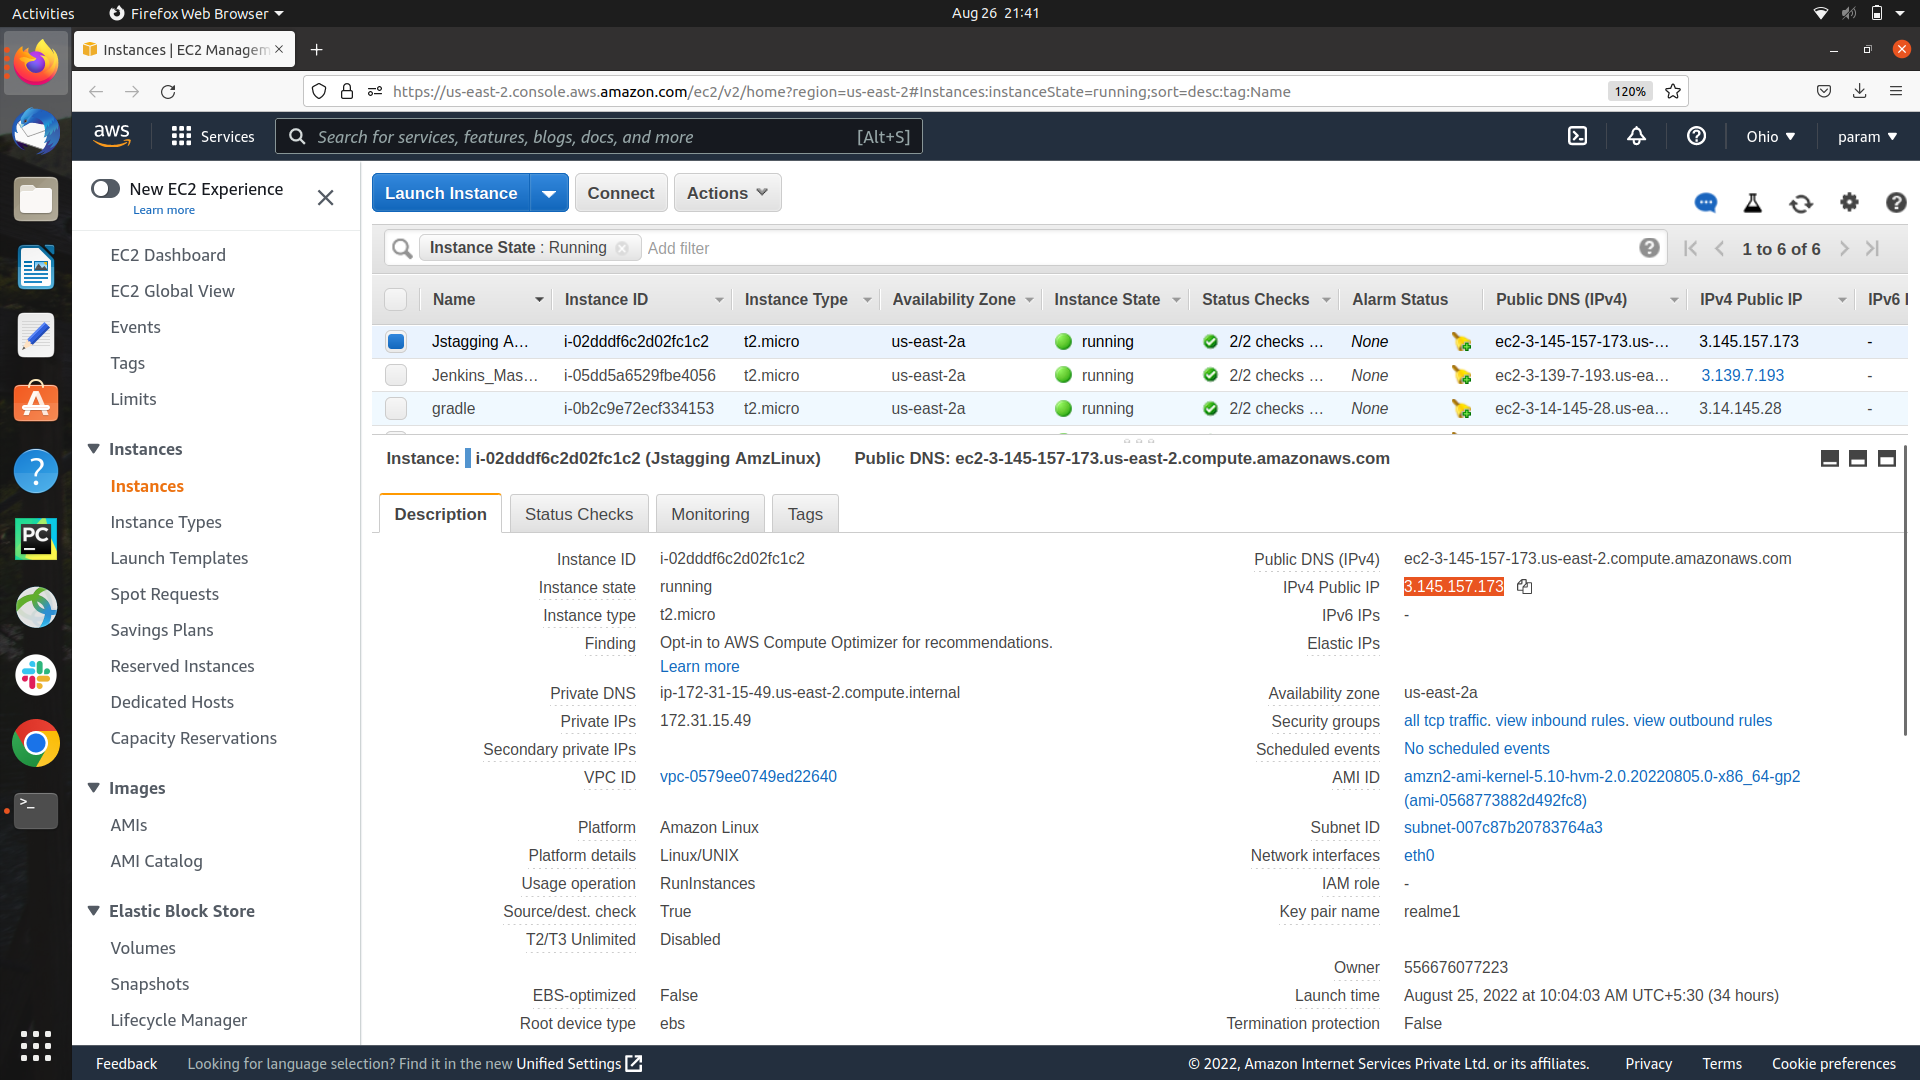 Activities
Firefox Web Browser
Aug 26 21:41
Instances | EC2 Managem
https://us-east-2.console.aws.amazon.com/ec2/v2/home?region=us-east-2#Instances:instanceState=running;sort=desc:tag:Name
120%
aws
Services
Search for services, features, blogs, docs, and more
[Alt+S]
Ohio
param
New EC2 Experience
Learn more
EC2 Dashboard
EC2 Global View
Events
Tags
Limits
Instances
Instances
Instance Types
Launch Templates
Spot Requests
Savings Plans
Reserved Instances
Dedicated Hosts
Capacity Reservations
Images
AMIs
AMI Catalog
Elastic Block Store
Volumes
Snapshots
Lifecycle Manager
Launch Instance
Connect
Actions
Instance State : Running
Add filter
1 to 6 of 6
Name Instance ID Instance Type Availability Zone Instance State Status Checks Alarm Status Public DNS (IPv4) IPv4 Public IP IPv6 I
Jstagging A... i-02dddf6c2d02fc1c2 t2.micro us-east-2a running 2/2 checks ... None ec2-3-145-157-173.us-... 3.145.157.173 -
Jenkins_Mas... i-05dd5a6529fbe4056 t2.micro us-east-2a running 2/2 checks ... None ec2-3-139-7-193.us-ea... 3.139.7.193 -
gradle i-0b2c9e72ecf334153 t2.micro us-east-2a running 2/2 checks ... None ec2-3-14-145-28.us-ea... 3.14.145.28 -
Instance: i-02dddf6c2d02fc1c2 (Jstagging AmzLinux) Public DNS: ec2-3-145-157-173.us-east-2.compute.amazonaws.com
Description Status Checks Monitoring Tags
Instance ID i-02dddf6c2d02fc1c2
Instance state running
Instance type t2.micro
Finding Opt-in to AWS Compute Optimizer for recommendations.
Learn more
Private DNS ip-172-31-15-49.us-east-2.compute.internal
Private IPs 172.31.15.49
Secondary private IPs
VPC ID vpc-0579ee0749ed22640
Platform Amazon Linux
Platform details Linux/UNIX
Usage operation RunInstances
Source/dest. check True
T2/T3 Unlimited Disabled
EBS-optimized False
Root device type ebs
Public DNS (IPv4) ec2-3-145-157-173.us-east-2.compute.amazonaws.com
IPv4 Public IP 3.145.157.173
IPv6 IPs -
Elastic IPs
Availability zone us-east-2a
Security groups all tcp traffic. view inbound rules. view outbound rules
Scheduled events No scheduled events
AMI ID amzn2-ami-kernel-5.10-hvm-2.0.20220805.0-x86_64-gp2
(ami-0568773882d492fc8)
Subnet ID subnet-007c87b20783764a3
Network interfaces eth0
IAM role -
Key pair name realme1
Owner 556676077223
Launch time August 25, 2022 at 10:04:03 AM UTC+5:30 (34 hours)
Termination protection False
Feedback
Looking for language selection? Find it in the new Unified Settings
© 2022, Amazon Internet Services Private Ltd. or its affiliates.
Privacy
Terms
Cookie preferences